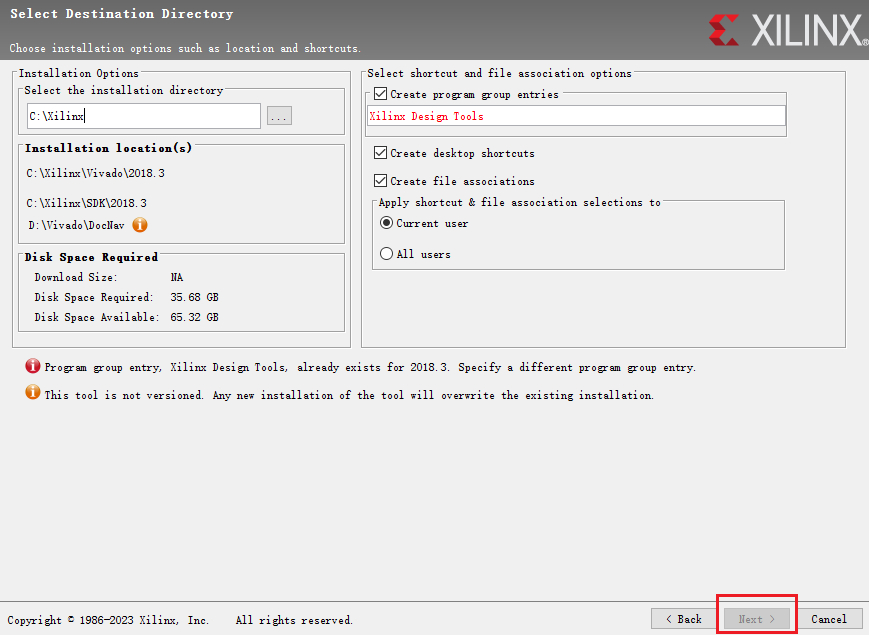 Select Destination Directory
Choose installation options such as location and shortcuts.
XILINX®
Installation Options
Select the installation directory
C:\Xilinx
...
Installation location(s)
C:\Xilinx\Vivado\2018.3
C:\Xilinx\SDK\2018.3
D:\Vivado\DocNav
Disk Space Required
Download Size: NA
Disk Space Required: 35.68 GB
Disk Space Available: 65.32 GB
Select shortcut and file association options
Create program group entries
Xilinx Design Tools
Create desktop shortcuts
Create file associations
Apply shortcut & file association selections to
Current user
All users
Program group entry, Xilinx Design Tools, already exists for 2018.3. Specify a different program group entry.
This tool is not versioned. Any new installation of the tool will overwrite the existing installation.
Copyright © 1986-2023 Xilinx, Inc. All rights reserved.
< Back
Next >
Cancel